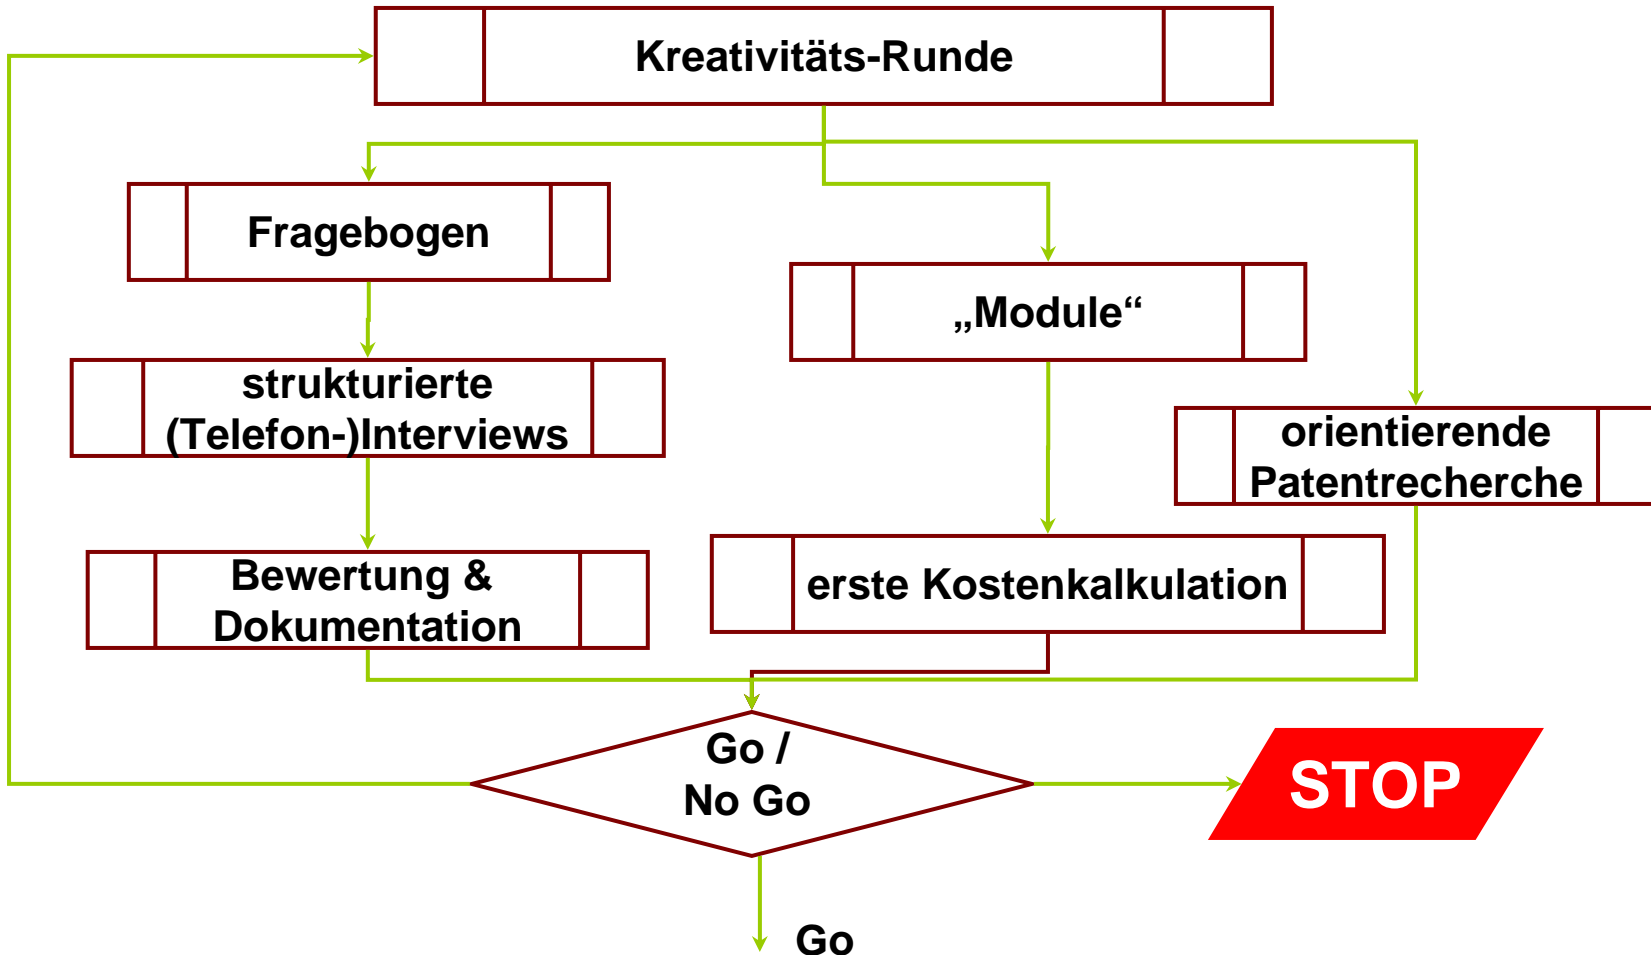 Kreativitäts-Runde
Fragebogen
„Module“
strukturierte
(Telefon-)Interviews
orientierende
Patentrecherche
Bewertung &
Dokumentation
erste Kostenkalkulation
Go /
No Go
STOP
Go